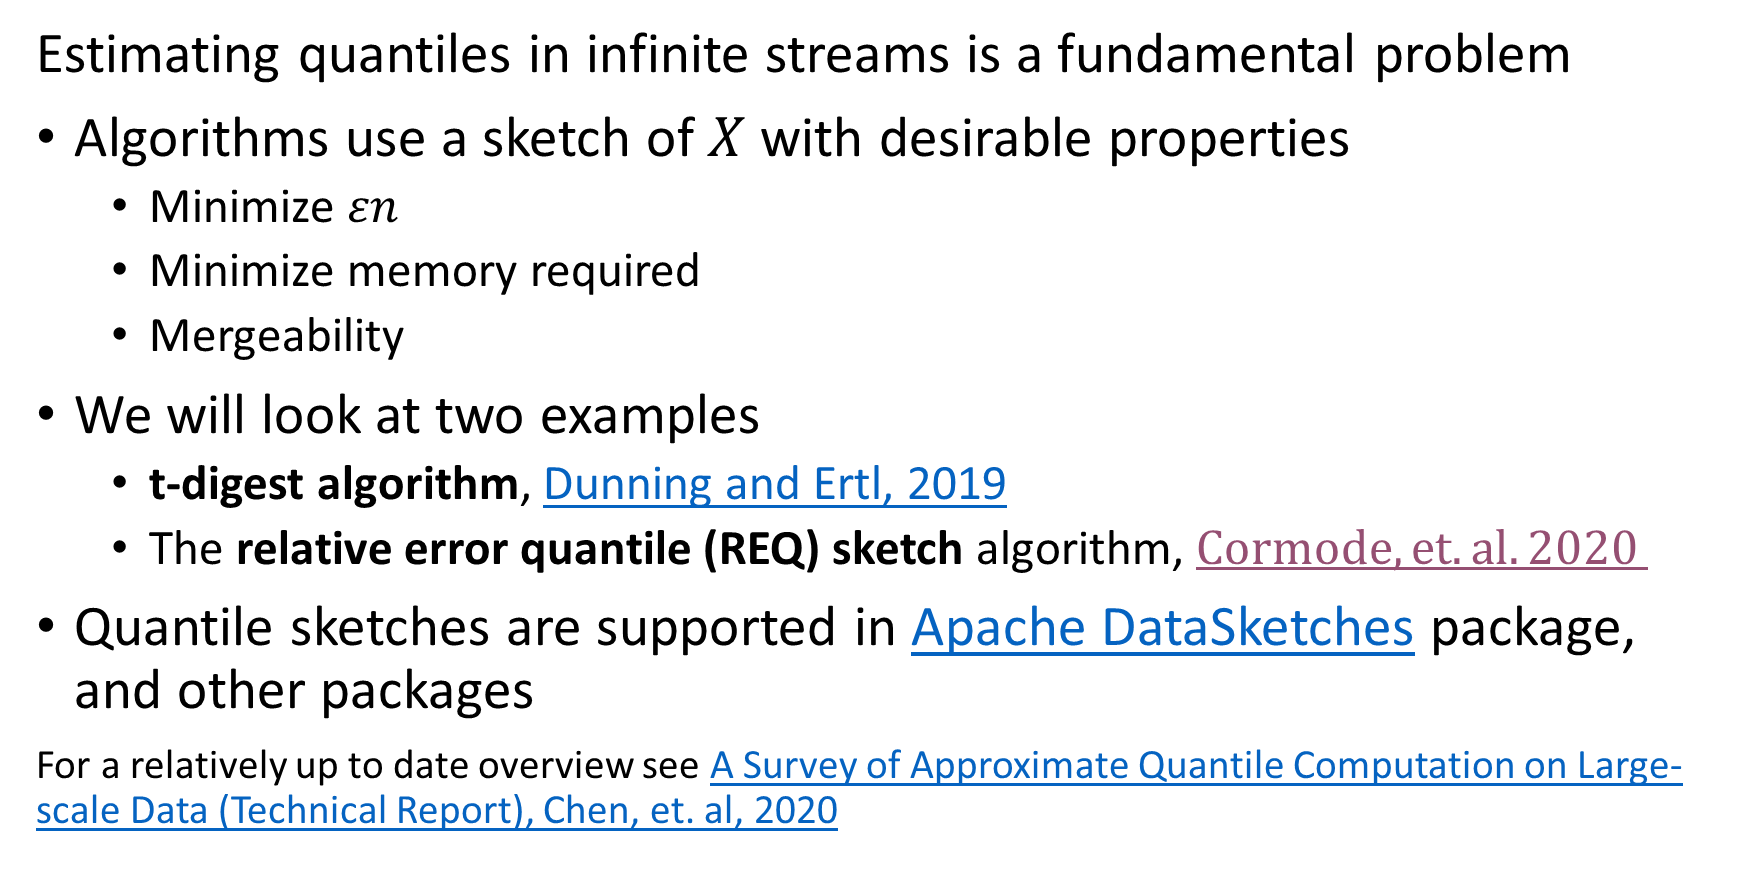 Estimating quantiles in infinite streams is a fundamental problem
• Algorithms use a sketch of X with desirable properties
• Minimize εn
• Minimize memory required
• Mergeability
• We will look at two examples
• t-digest algorithm, Dunning and Ertl, 2019
• The relative error quantile (REQ) sketch algorithm, Cormode, et. al. 2020
• Quantile sketches are supported in Apache DataSketches package,
and other packages
For a relatively up to date overview see A Survey of Approximate Quantile Computation on Large-
scale Data (Technical Report), Chen, et. al, 2020